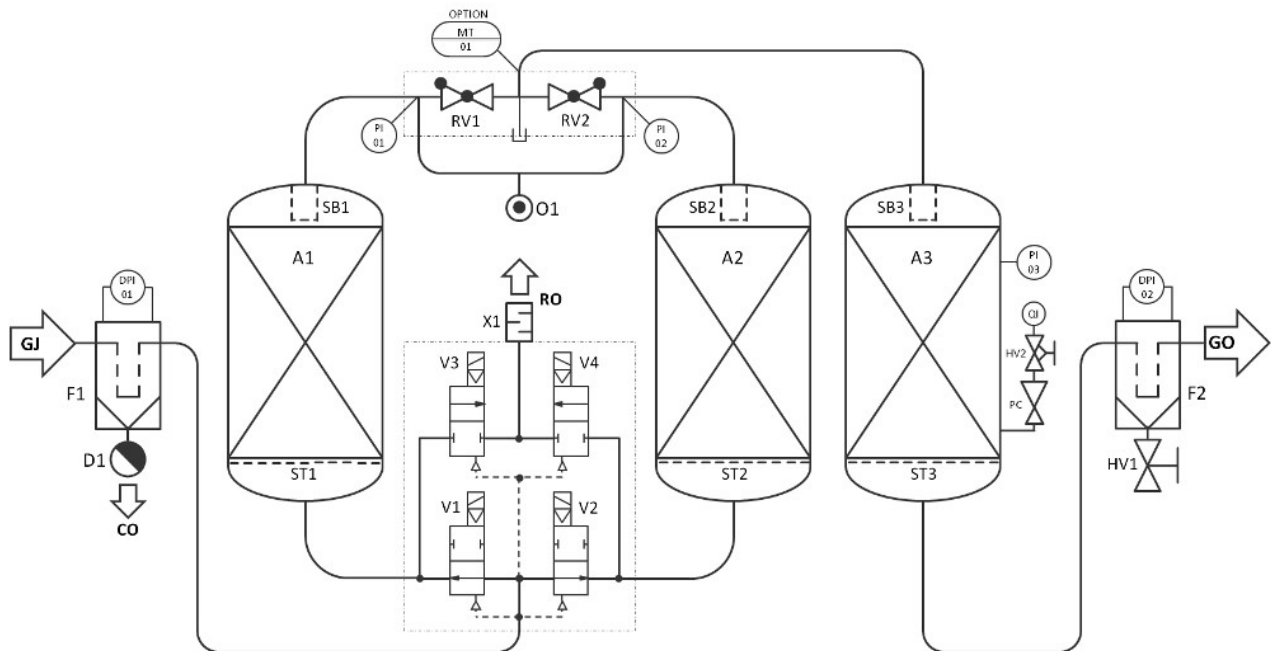 OPTION
MT
01
RV1
RV2
PI
01
PI
02
SB1
O1
SB2
SB3
A1
A2
A3
PI
03
DPI
01
DPI
02
RO
X1
QI
GJ
GO
V3
V4
HV2
F1
F2
PC
D1
ST1
ST2
ST3
HV1
V1
V2
CO